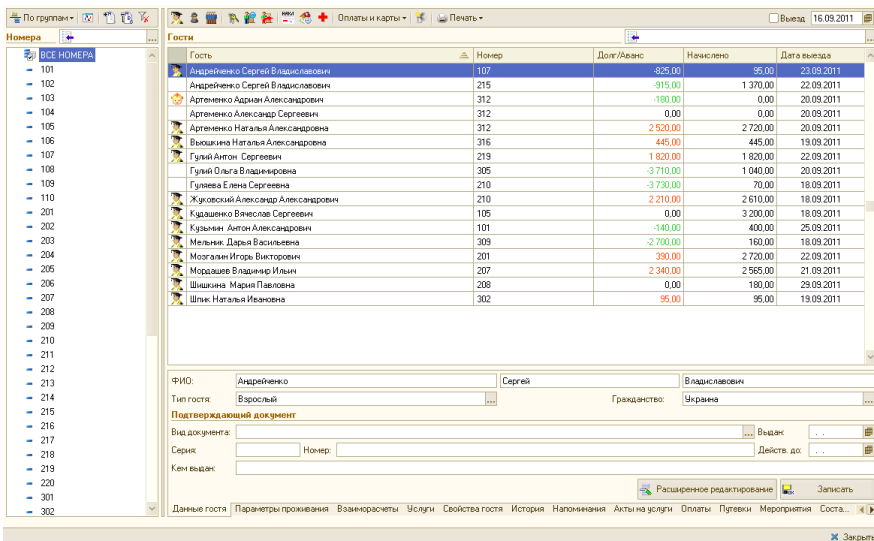 По группам
Оплаты и карты Печать Выезд 16.09.2011
Номера
ВСЕ НОМЕРА
101
102
103
104
105
106
107
108
109
110
201
202
203
204
205
206
207
208
209
210
211
212
213
214
215
216
217
218
219
220
301
302
Гости
Гость Номер Долг/Аванс Начислено Дата выезда
Андрейченко Сергей Владиславович 107 -825,00 95,00 23.09.2011
Андрейченко Сергей Владиславович 215 -915,00 1 370,00 22.09.2011
Артеменко Адриан Александрович 312 -180,00 0,00 20.09.2011
Артеменко Александр Сергеевич 312 0,00 0,00 20.09.2011
Артеменко Наталья Александровна 312 2 520,00 2 720,00 20.09.2011
Вьюшкина Наталья Александровна 316 445,00 445,00 19.09.2011
Гулий Антон Сергеевич 219 1 820,00 1 820,00 22.09.2011
Гулий Ольга Владимировна 305 -3 710,00 1 040,00 20.09.2011
Гуляева Елена Сергеевна 210 -3 730,00 70,00 18.09.2011
Жуковский Александр Александрович 210 2 210,00 2 610,00 18.09.2011
Кудашенко Вячеслав Сергеевич 105 0,00 3 200,00 18.09.2011
Кузьмин Антон Александрович 101 -140,00 400,00 25.09.2011
Мельник Дарья Васильевна 309 -2 700,00 160,00 18.09.2011
Мозгалин Игорь Викторович 201 390,00 2 720,00 22.09.2011
Мордашев Владимир Ильич 207 2 340,00 2 565,00 21.09.2011
Шишкина Мария Павловна 208 0,00 180,00 29.09.2011
Шпик Наталья Ивановна 302 95,00 95,00 19.09.2011
ФИО: Андрейченко Сергей Владиславович
Тип гостя: Взрослый ... Гражданство: Украина ...
Подтверждающий документ
Вид документа: ... Выдан: . .
Серия: Номер: Действ. до: . .
Кем выдан:
Расширенное редактирование Записать
Данные гостя Параметры проживания Взаиморасчеты Услуги Свойства гостя История Напоминания Акты на услуги Оплаты Путевки Мероприятия Соста...
Закрыть